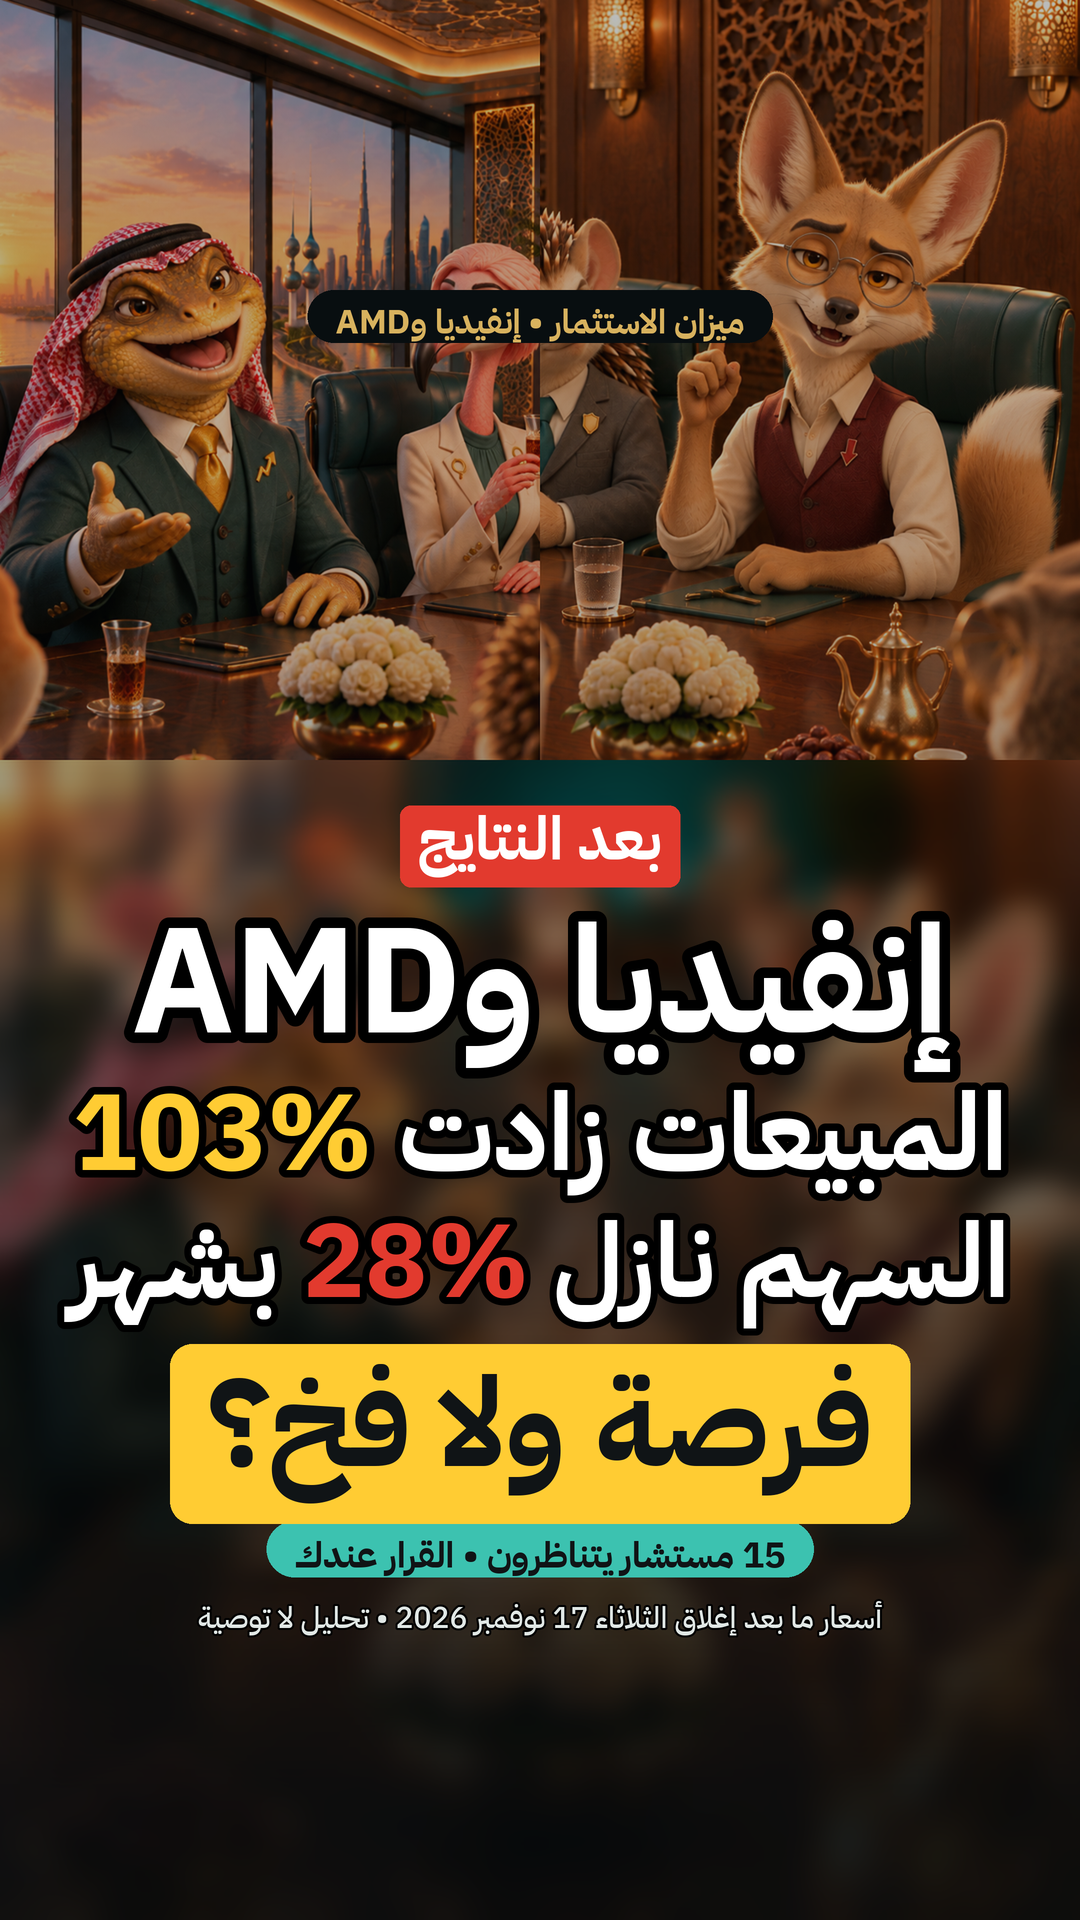 ميزان الاستثمار • إنفيديا وAMD
بعد النتايج
إنفيديا وAMD
المبيعات زادت 103%
السهم نازل 28% بشهر
فرصة ولا فخ؟
15 مستشار يتناظرون • القرار عندك
أسعار ما بعد إغلاق الثلاثاء 17 نوفمبر 2026 • تحليل لا توصية